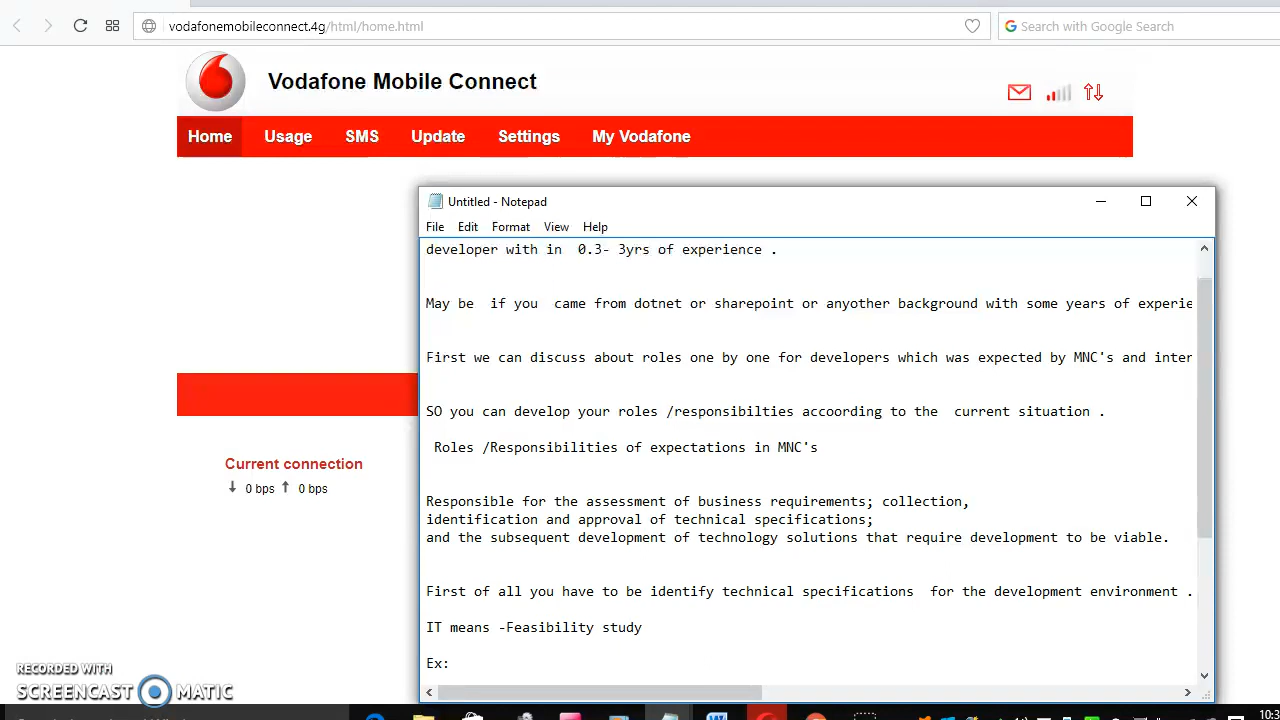 vodafonemobileconnect.4g/html/home.html
Search with Google Search
Vodafone Mobile Connect
Home Usage SMS Update Settings My Vodafone
Untitled - Notepad
File Edit Format View Help
developer with in 0.3- 3yrs of experience .
May be if you came from dotnet or sharepoint or anyother background with some years of experie
First we can discuss about roles one by one for developers which was expected by MNC's and inter
SO you can develop your roles /responsibilties accoording to the current situation .
Roles /Responsibilities of expectations in MNC's
Current connection
0 bps 0 bps
Responsible for the assessment of business requirements; collection,
identification and approval of technical specifications;
and the subsequent development of technology solutions that require development to be viable.
First of all you have to be identify technical specifications for the development environment .
IT means -Feasibility study
Ex:
RECORDED WITH
SCREENCAST MATIC
10:3